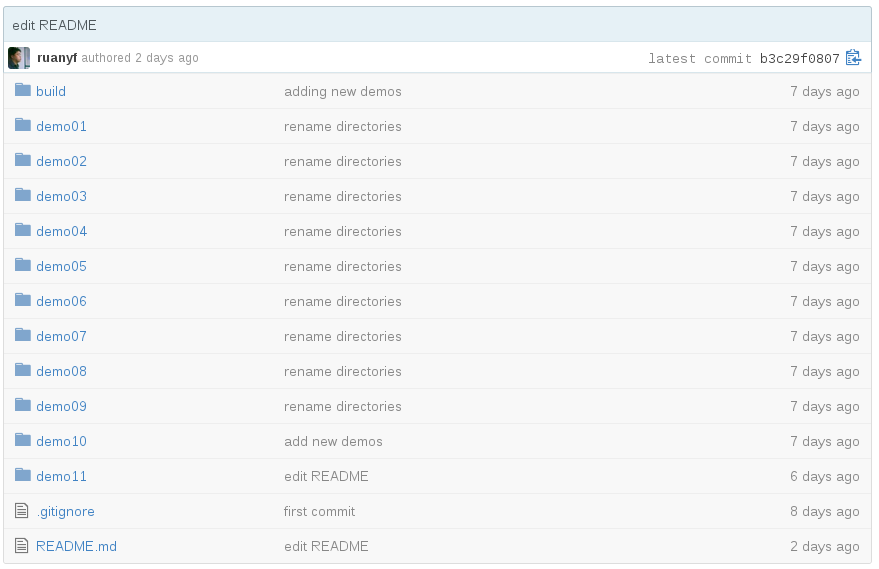 edit README
ruanyf authored 2 days ago latest commit b3c29f0807
build adding new demos 7 days ago
demo01 rename directories 7 days ago
demo02 rename directories 7 days ago
demo03 rename directories 7 days ago
demo04 rename directories 7 days ago
demo05 rename directories 7 days ago
demo06 rename directories 7 days ago
demo07 rename directories 7 days ago
demo08 rename directories 7 days ago
demo09 rename directories 7 days ago
demo10 add new demos 7 days ago
demo11 edit README 6 days ago
.gitignore first commit 8 days ago
README.md edit README 2 days ago